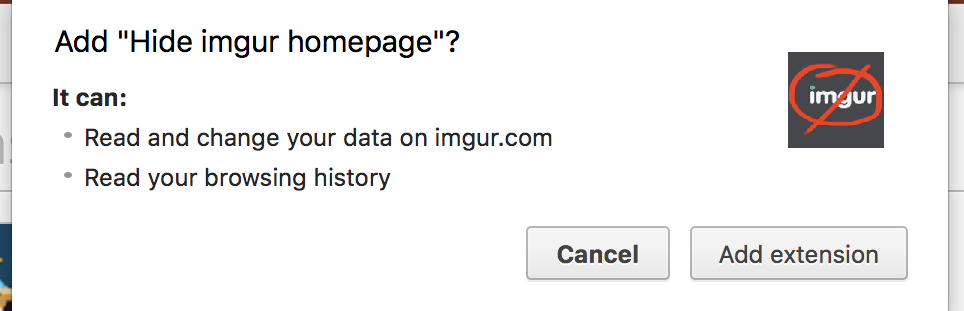 Add "Hide imgur homepage"?
imgur
It can:
Read and change your data on imgur.com
Read your browsing history
Cancel
Add extension